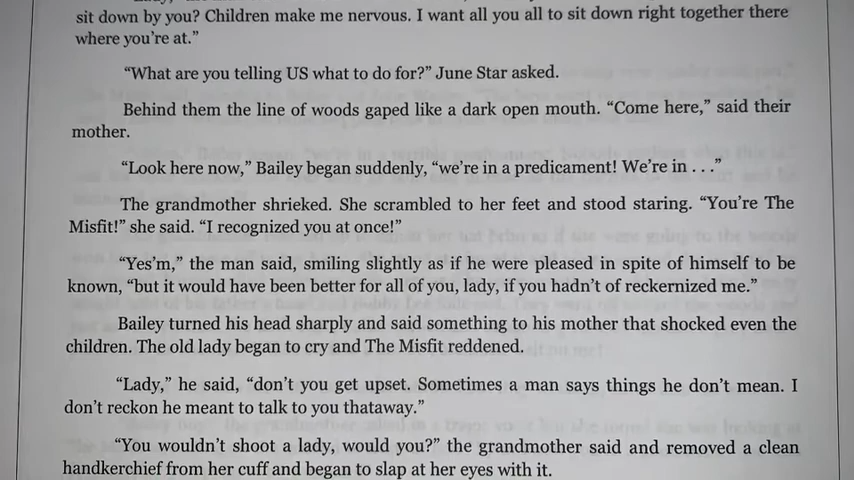 sit down by you? Children make me nervous. I want all you all to sit down right together there
where you're at.”
“What are you telling US what to do for?” June Star asked.
Behind them the line of woods gaped like a dark open mouth. “Come here,” said their
mother.
“Look here now,” Bailey began suddenly, “we're in a predicament! We're in . . .”
The grandmother shrieked. She scrambled to her feet and stood staring. “You're The
Misfit!” she said. “I recognized you at once!”
“Yes'm,” the man said, smiling slightly as if he were pleased in spite of himself to be
known, “but it would have been better for all of you, lady, if you hadn't of reckernized me.”
Bailey turned his head sharply and said something to his mother that shocked even the
children. The old lady began to cry and The Misfit reddened.
“Lady,” he said, “don't you get upset. Sometimes a man says things he don't mean. I
don't reckon he meant to talk to you thataway.”
“You wouldn't shoot a lady, would you?” the grandmother said and removed a clean
handkerchief from her cuff and began to slap at her eyes with it.